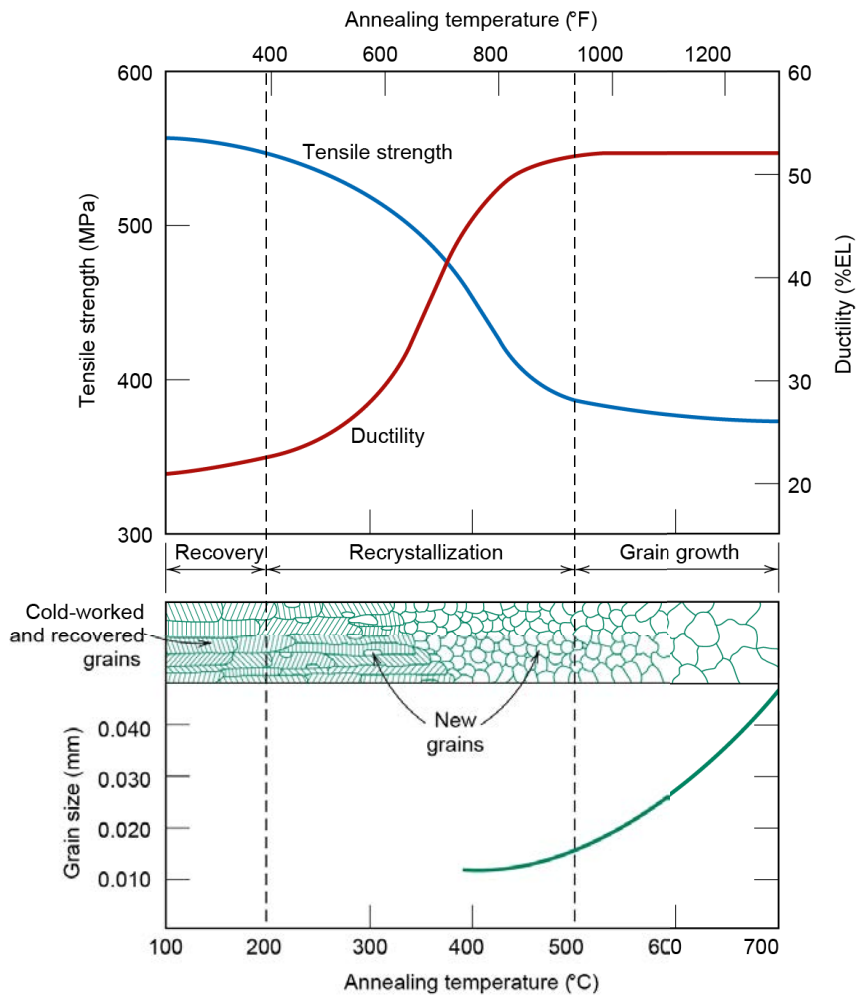 Annealing temperature (°F)
400 600 800 1000 1200
600
500
400
300
Tensile strength (MPa)
60
50
40
30
20
Ductility (%EL)
Tensile strength
Ductility
Recovery Recrystallization Grain growth
Cold-worked
and recovered
grains
New
grains
0.040
0.030
0.020
0.010
Grain size (mm)
100 200 300 400 500 600 700
Annealing temperature (°C)